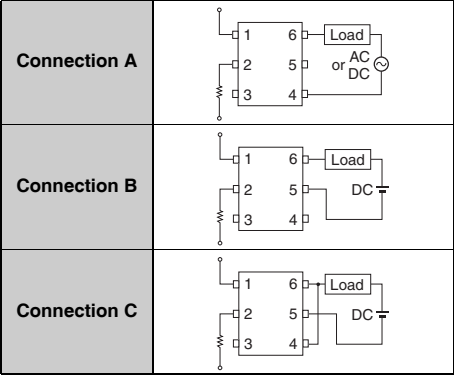 Connection A
1 6 Load
2 5 or AC
DC
3 4
Connection B
1 6 Load
2 5 DC
3 4
Connection C
1 6 Load
2 5 DC
3 4